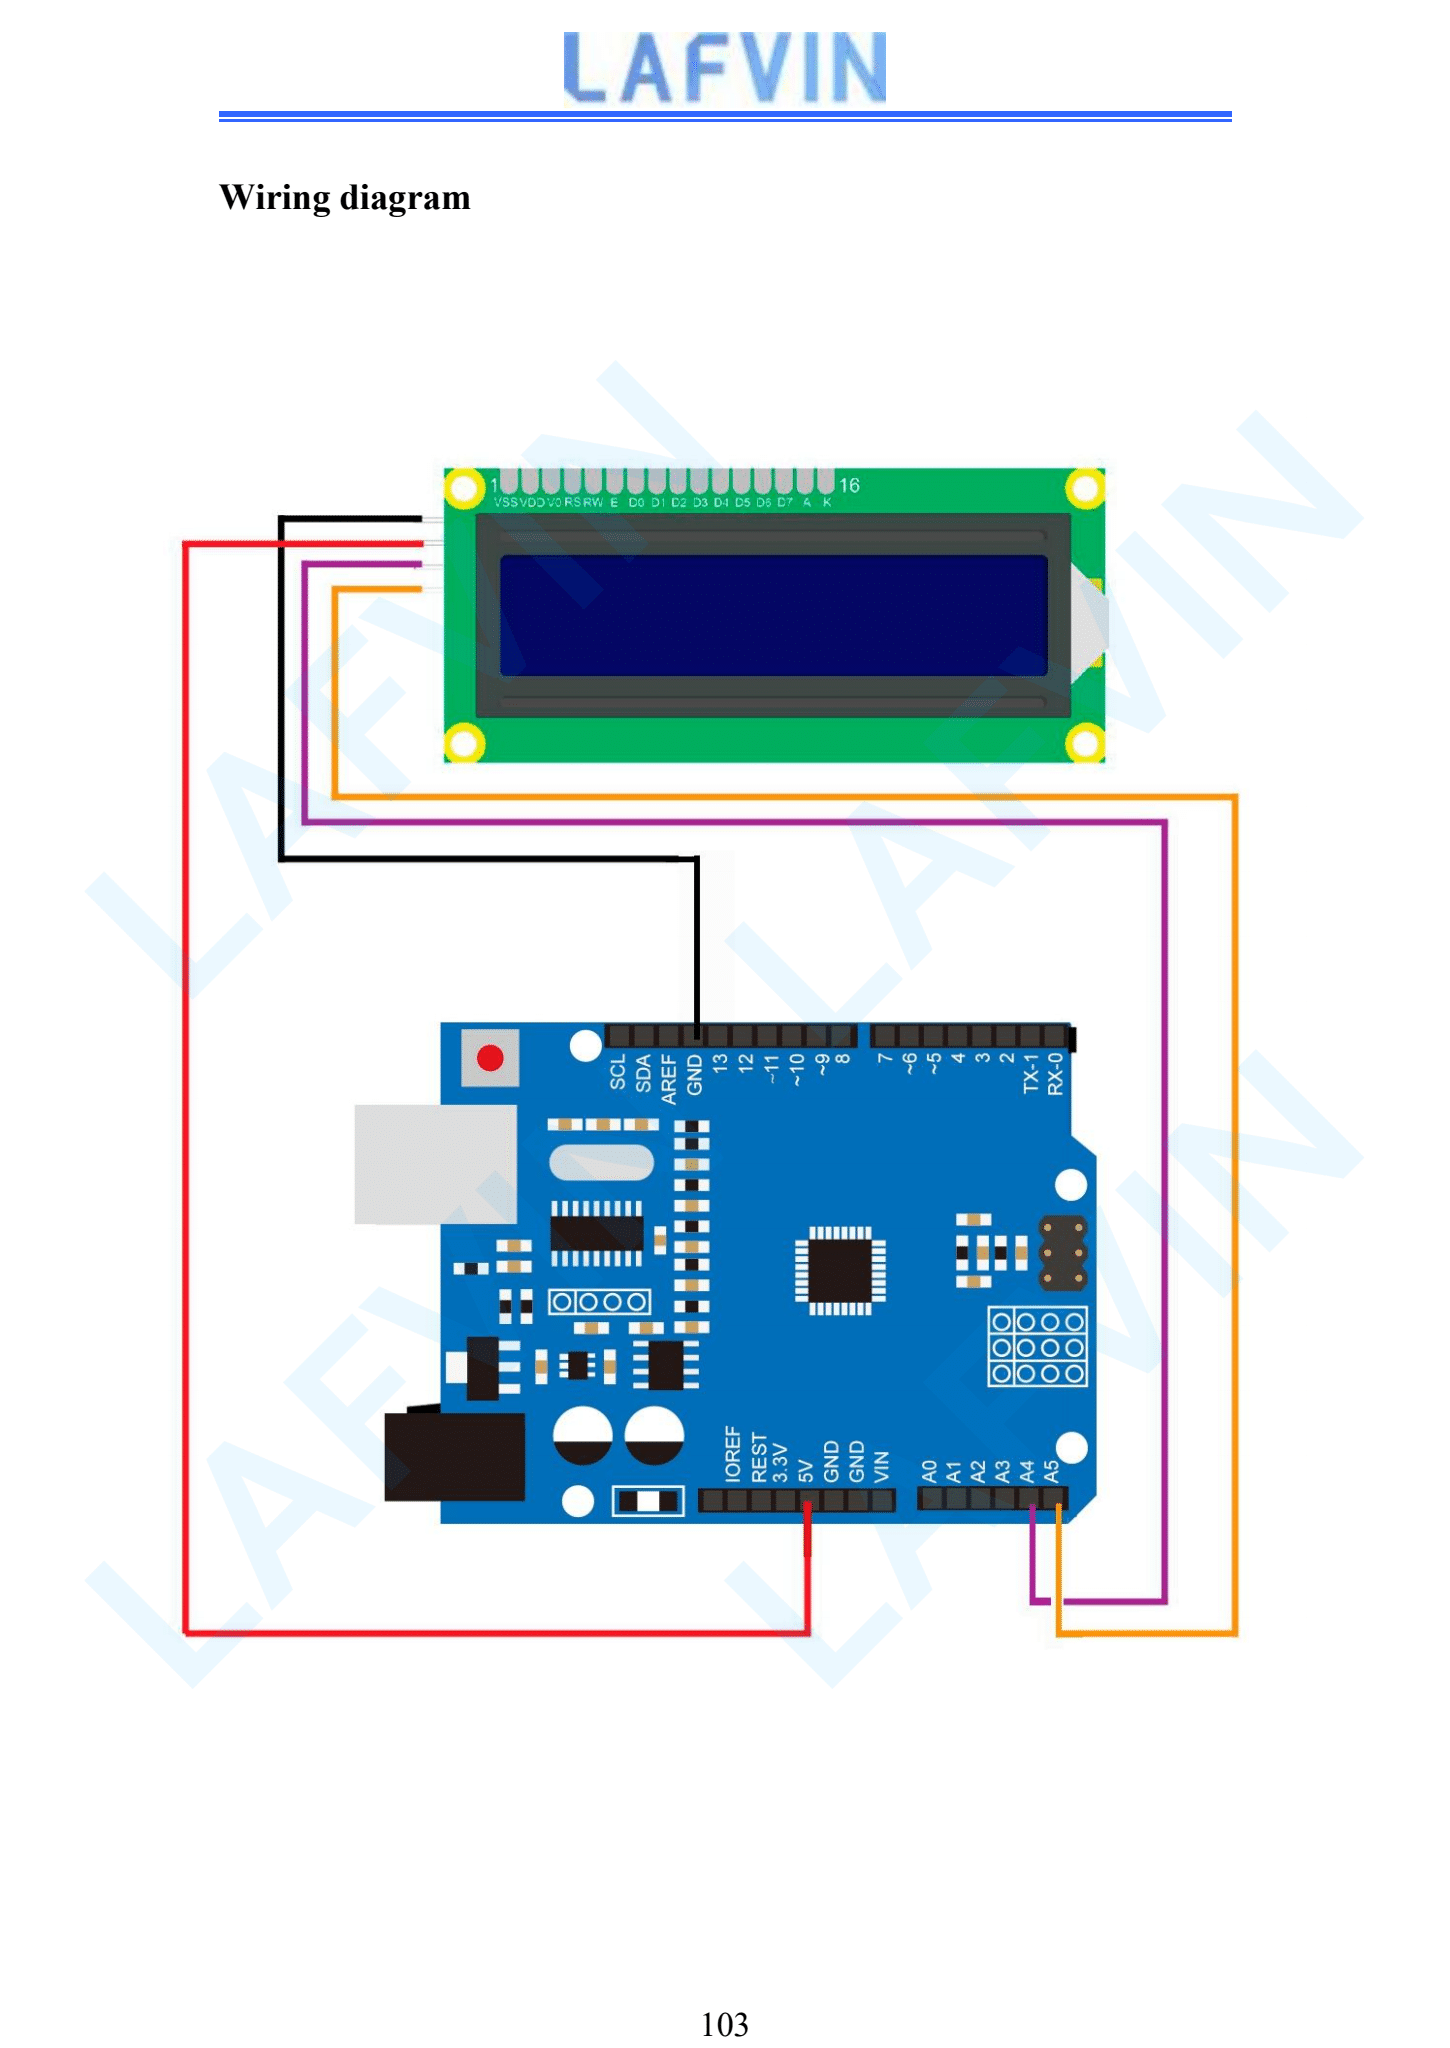 LAFVIN
Wiring diagram
1 16
VSS VDD V0 RS RW E D0 D1 D2 D3 D4 D5 D6 D7 A K
SCL SDA AREF GND 13 12 ~11 ~10 ~9 8 7 ~6 ~5 4 3 2 TX-1 RX-0
IOREF REST 3.3V 5V GND GND VIN A0 A1 A2 A3 A4 A5
LAFVIN
LAFVIN
LAFVIN
LAFVIN
103